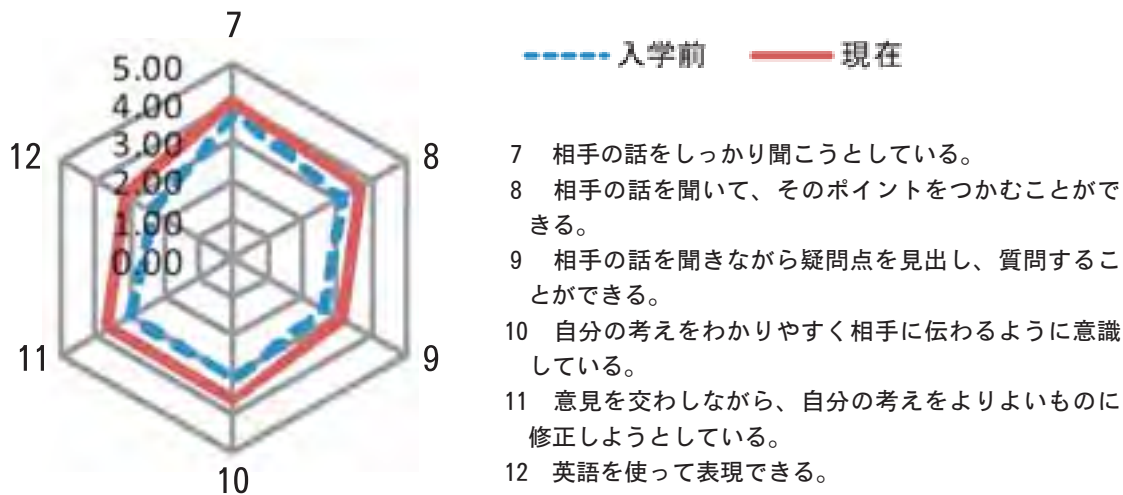 7
5.00
4.00
3.00
2.00
1.00
0.00
12
8
11
9
10
入学前 現在
7 相手の話をしっかり聞こうとしている。
8 相手の話を聞いて、そのポイントをつかむことがで
きる。
9 相手の話を聞きながら疑問点を見出し、質問するこ
とができる。
10 自分の考えをわかりやすく相手に伝わるように意識
している。
11 意見を交わしながら、自分の考えをよりよいものに
修正しようとしている。
12 英語を使って表現できる。